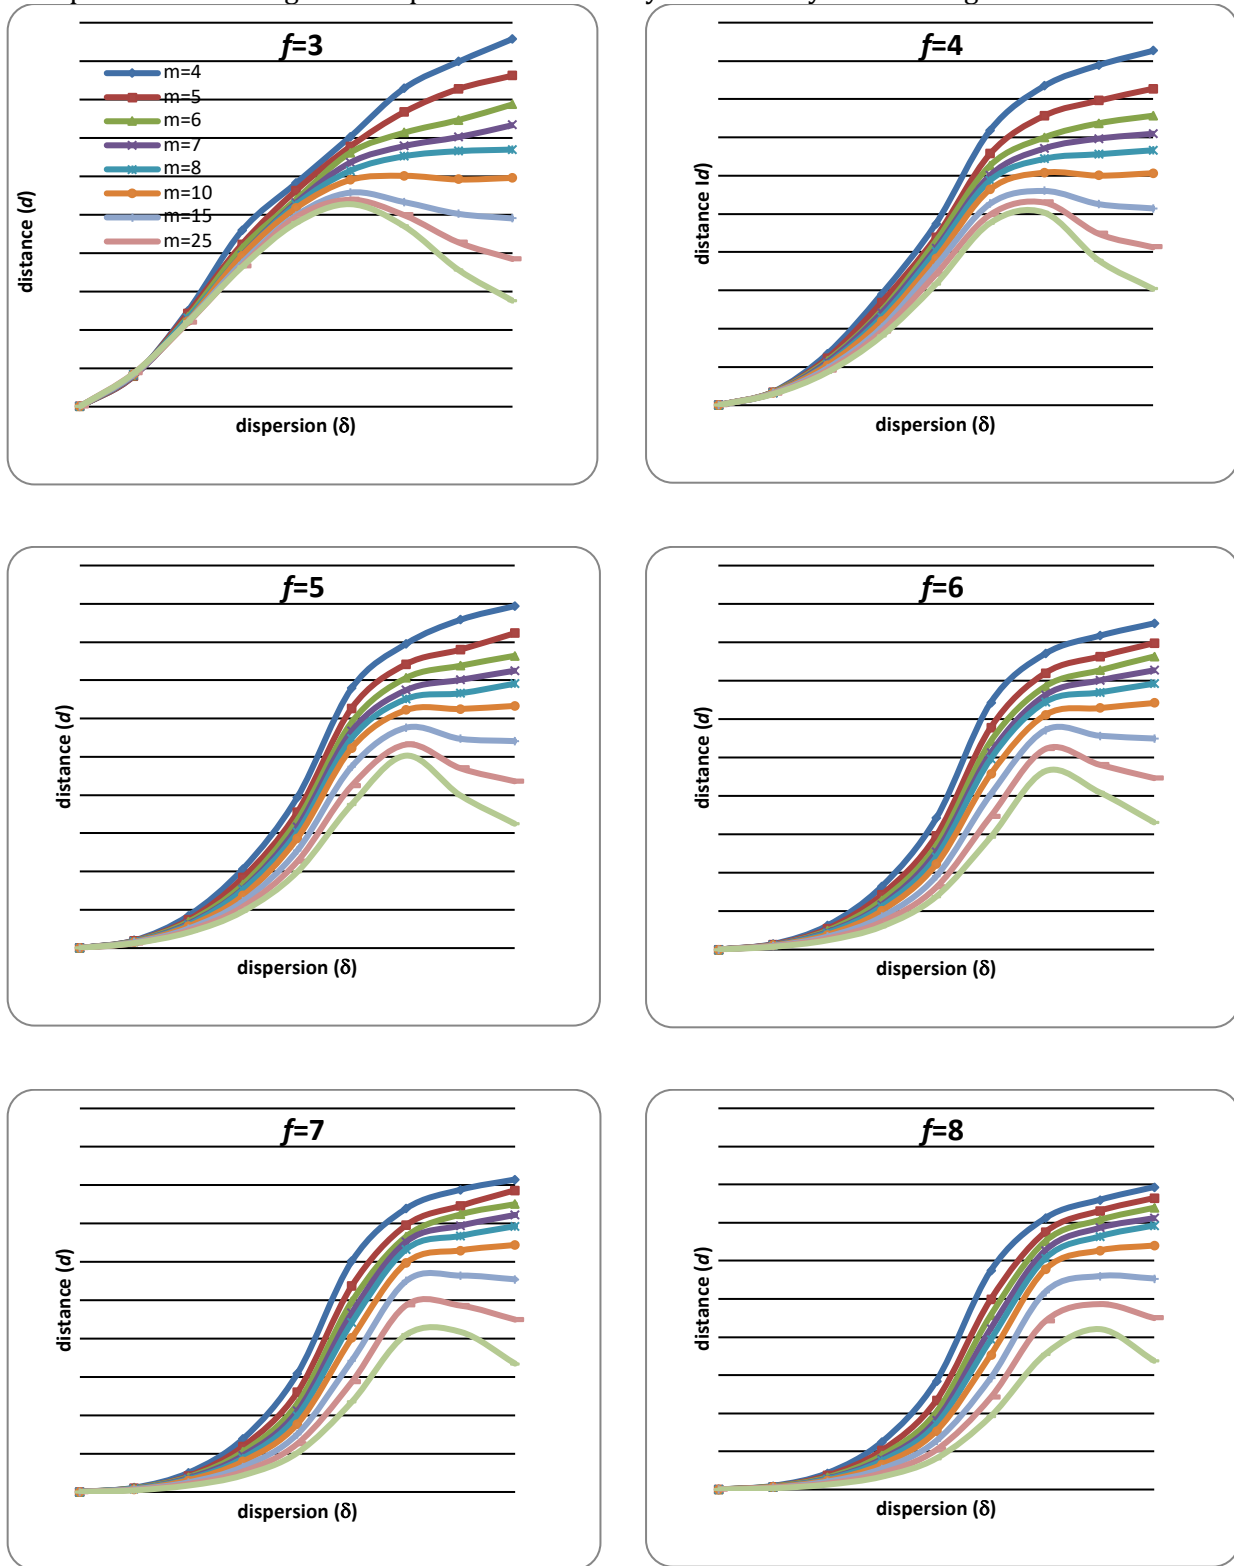 f=3
m=4
m=5
m=6
m=7
m=8
m=10
m=15
m=25
distance (d)
dispersion (δ)
f=4
distance Id)
dispersion (δ)
f=5
distance (d)
dispersion (δ)
f=6
distance (d)
dispersion (δ)
f=7
distance (d)
dispersion (δ)
f=8
distance (d)
dispersion (δ)